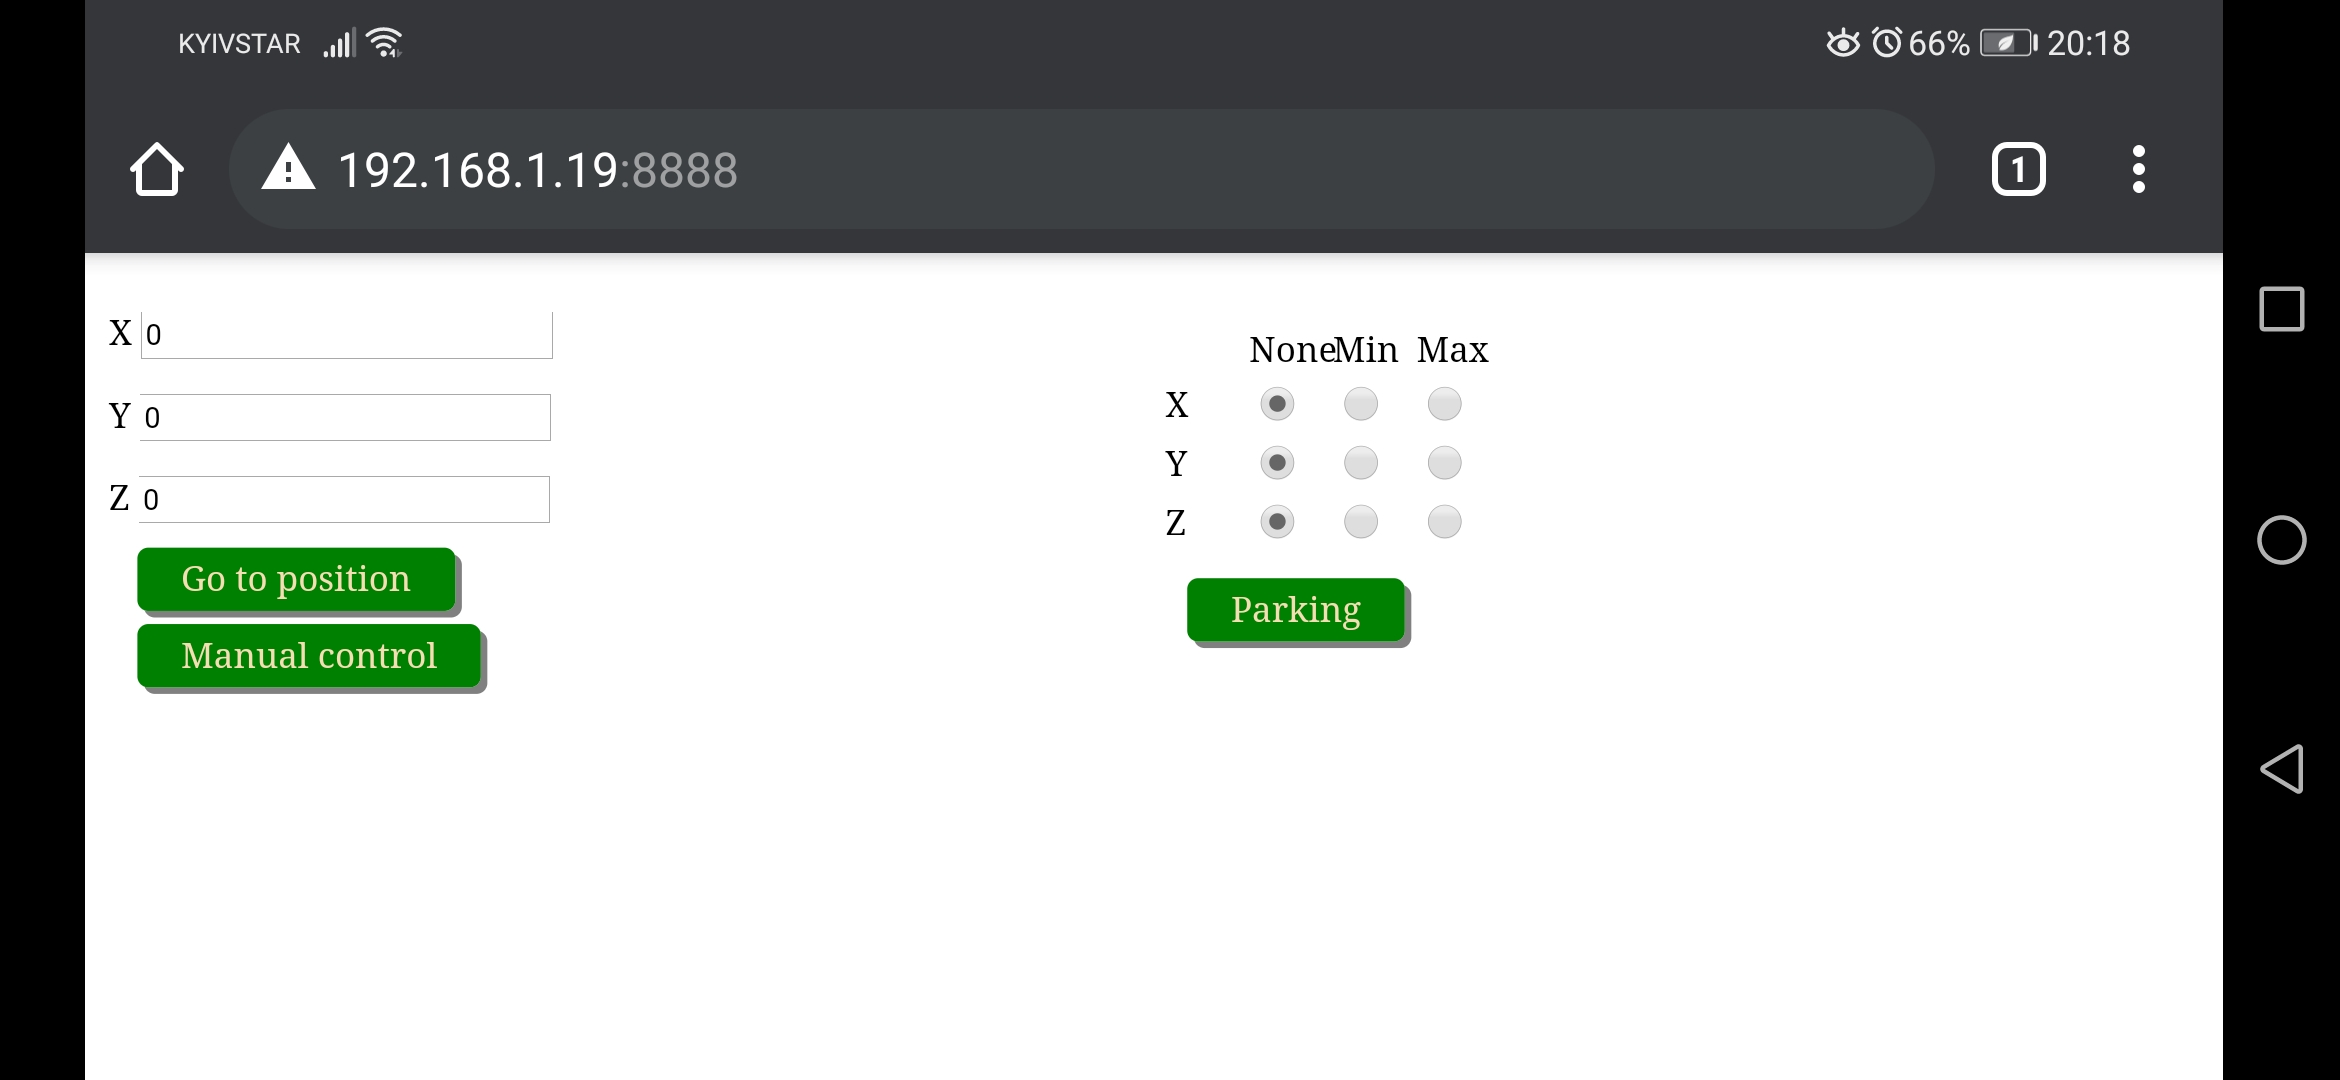 KYIVSTAR 66% 20:18
192.168.1.19:8888 1
X 0
Y 0
Z 0
Go to position
Manual control
None Min Max
X
Y
Z
Parking